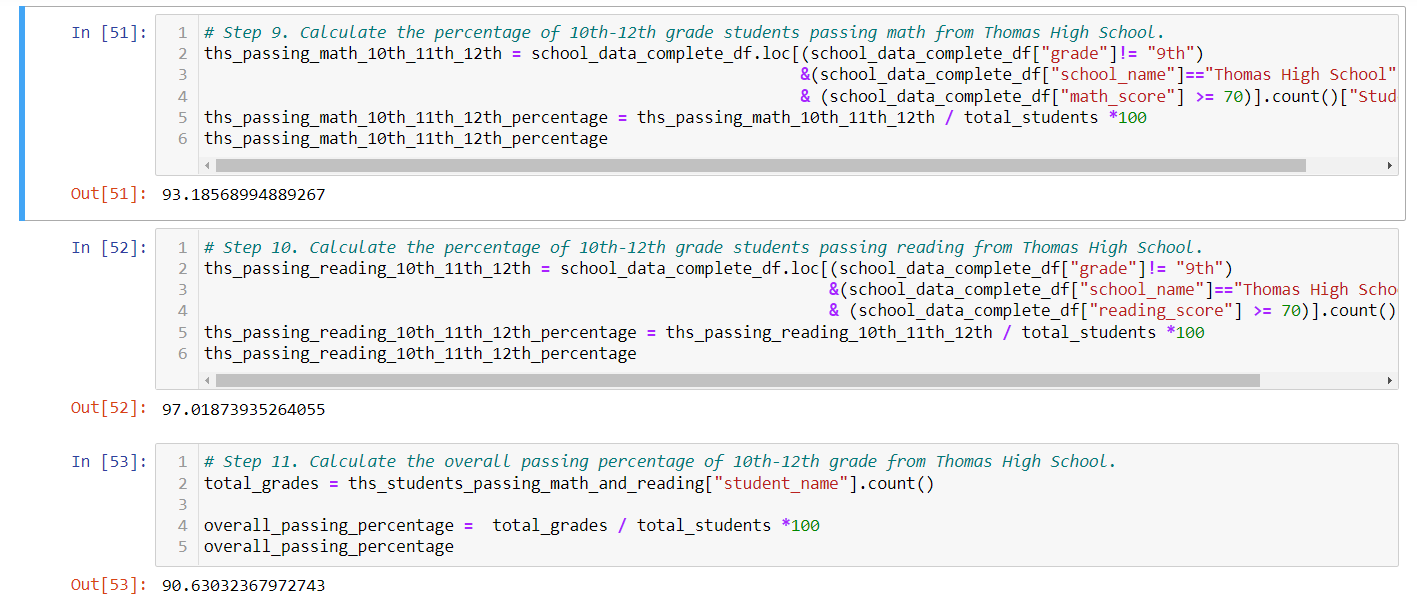 In [51]:
1 # Step 9. Calculate the percentage of 10th-12th grade students passing math from Thomas High School.
2 ths_passing_math_10th_11th_12th = school_data_complete_df.loc[(school_data_complete_df["grade"]!= "9th")
3 &(school_data_complete_df["school_name"]=="Thomas High School"
4 & (school_data_complete_df["math_score"] >= 70)].count()["Stud
5 ths_passing_math_10th_11th_12th_percentage = ths_passing_math_10th_11th_12th / total_students *100
6 ths_passing_math_10th_11th_12th_percentage
Out[51]: 93.18568994889267
In [52]:
1 # Step 10. Calculate the percentage of 10th-12th grade students passing reading from Thomas High School.
2 ths_passing_reading_10th_11th_12th = school_data_complete_df.loc[(school_data_complete_df["grade"]!= "9th")
3 &(school_data_complete_df["school_name"]=="Thomas High Scho
4 & (school_data_complete_df["reading_score"] >= 70)].count()
5 ths_passing_reading_10th_11th_12th_percentage = ths_passing_reading_10th_11th_12th / total_students *100
6 ths_passing_reading_10th_11th_12th_percentage
Out[52]: 97.01873935264055
In [53]:
1 # Step 11. Calculate the overall passing percentage of 10th-12th grade from Thomas High School.
2 total_grades = ths_students_passing_math_and_reading["student_name"].count()
3
4 overall_passing_percentage =  total_grades / total_students *100
5 overall_passing_percentage
Out[53]: 90.63032367972743